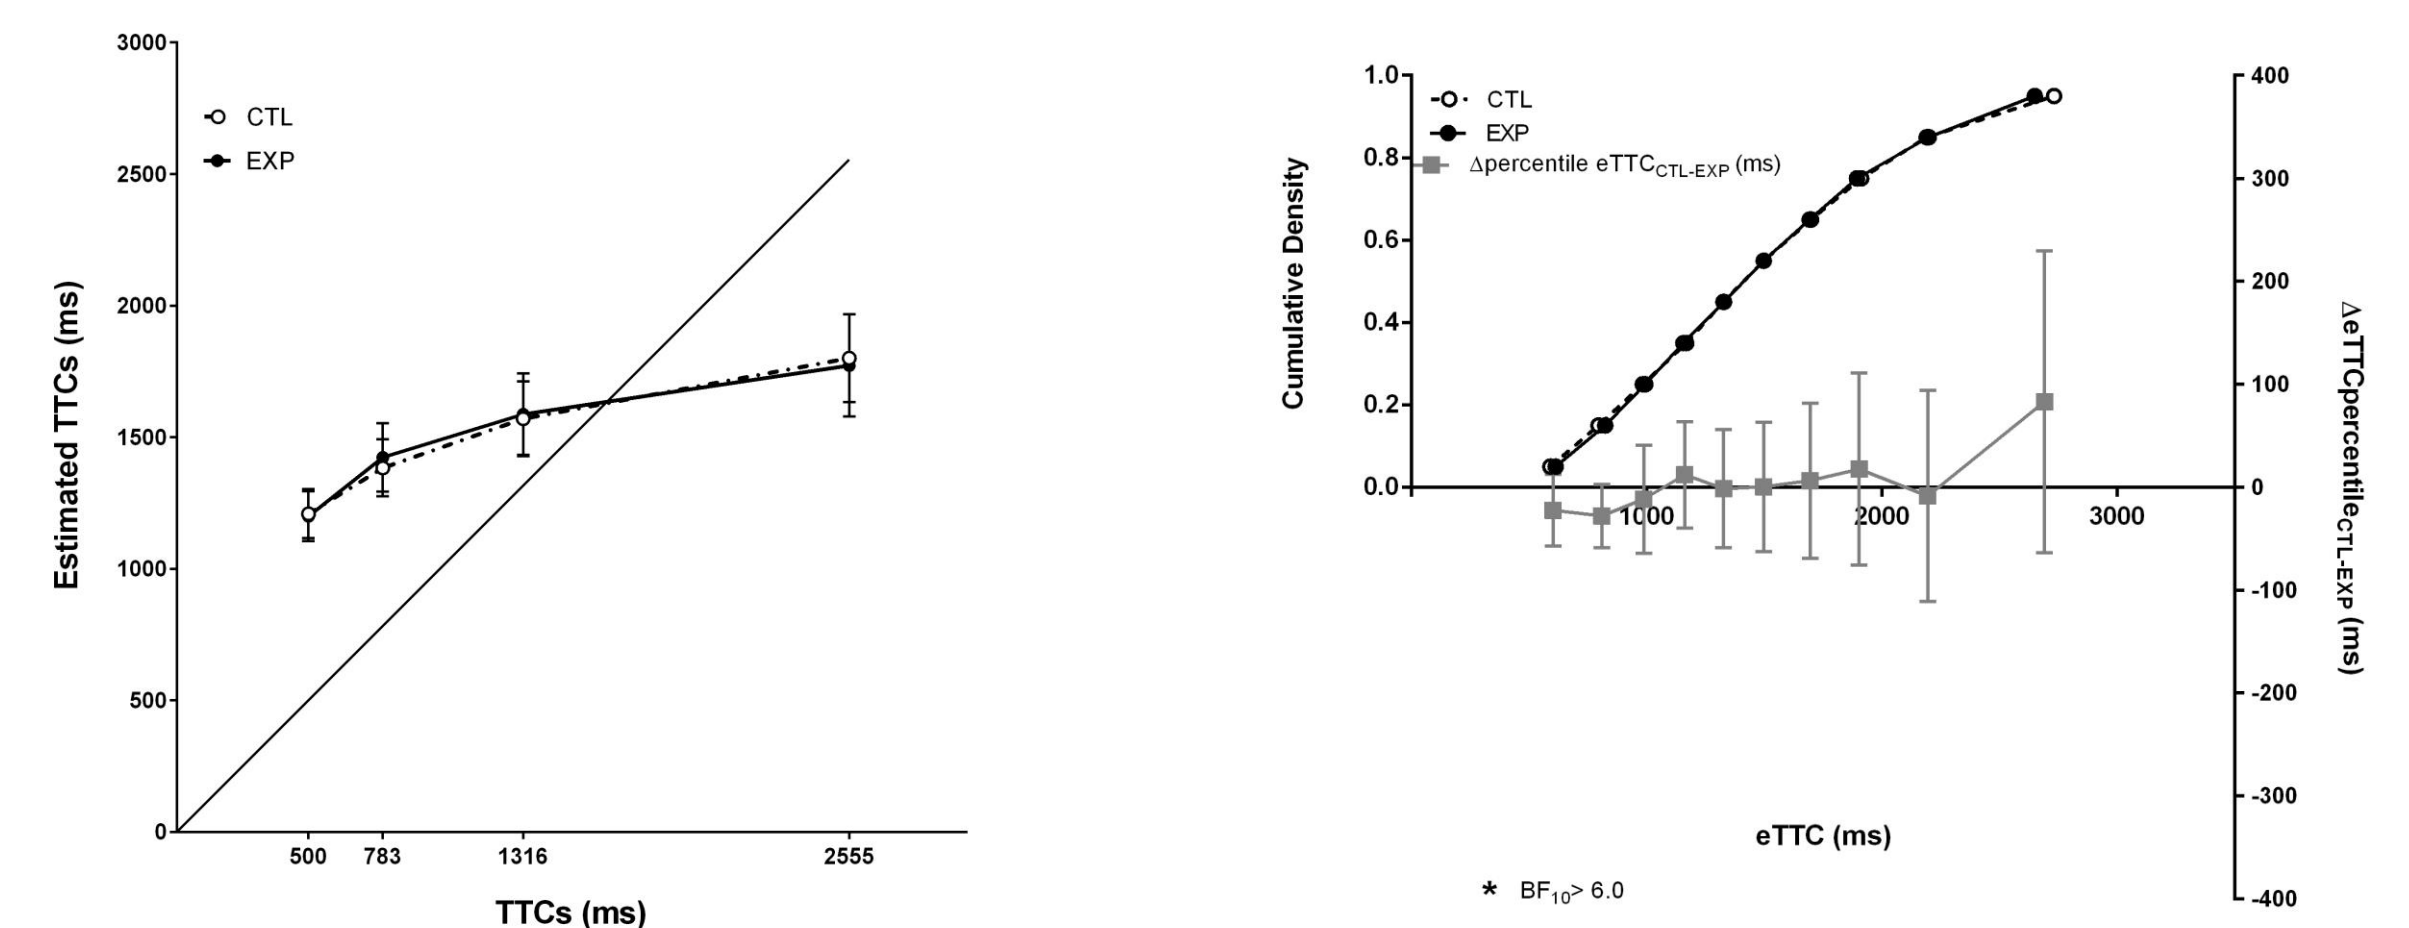 3000
2500
2000
1500
1000
500
0
Estimated TTCs (ms)
CTL
EXP
500 783 1316 2555
TTCs (ms)
1.0
0.8
0.6
0.4
0.2
0.0
Cumulative Density
CTL
EXP
Δpercentile eTTCCTL-EXP (ms)
1000 2000 3000
400
300
200
100
0
-100
-200
-300
-400
ΔeTTCpercentileCTL-EXP (ms)
eTTC (ms)
* BF10> 6.0